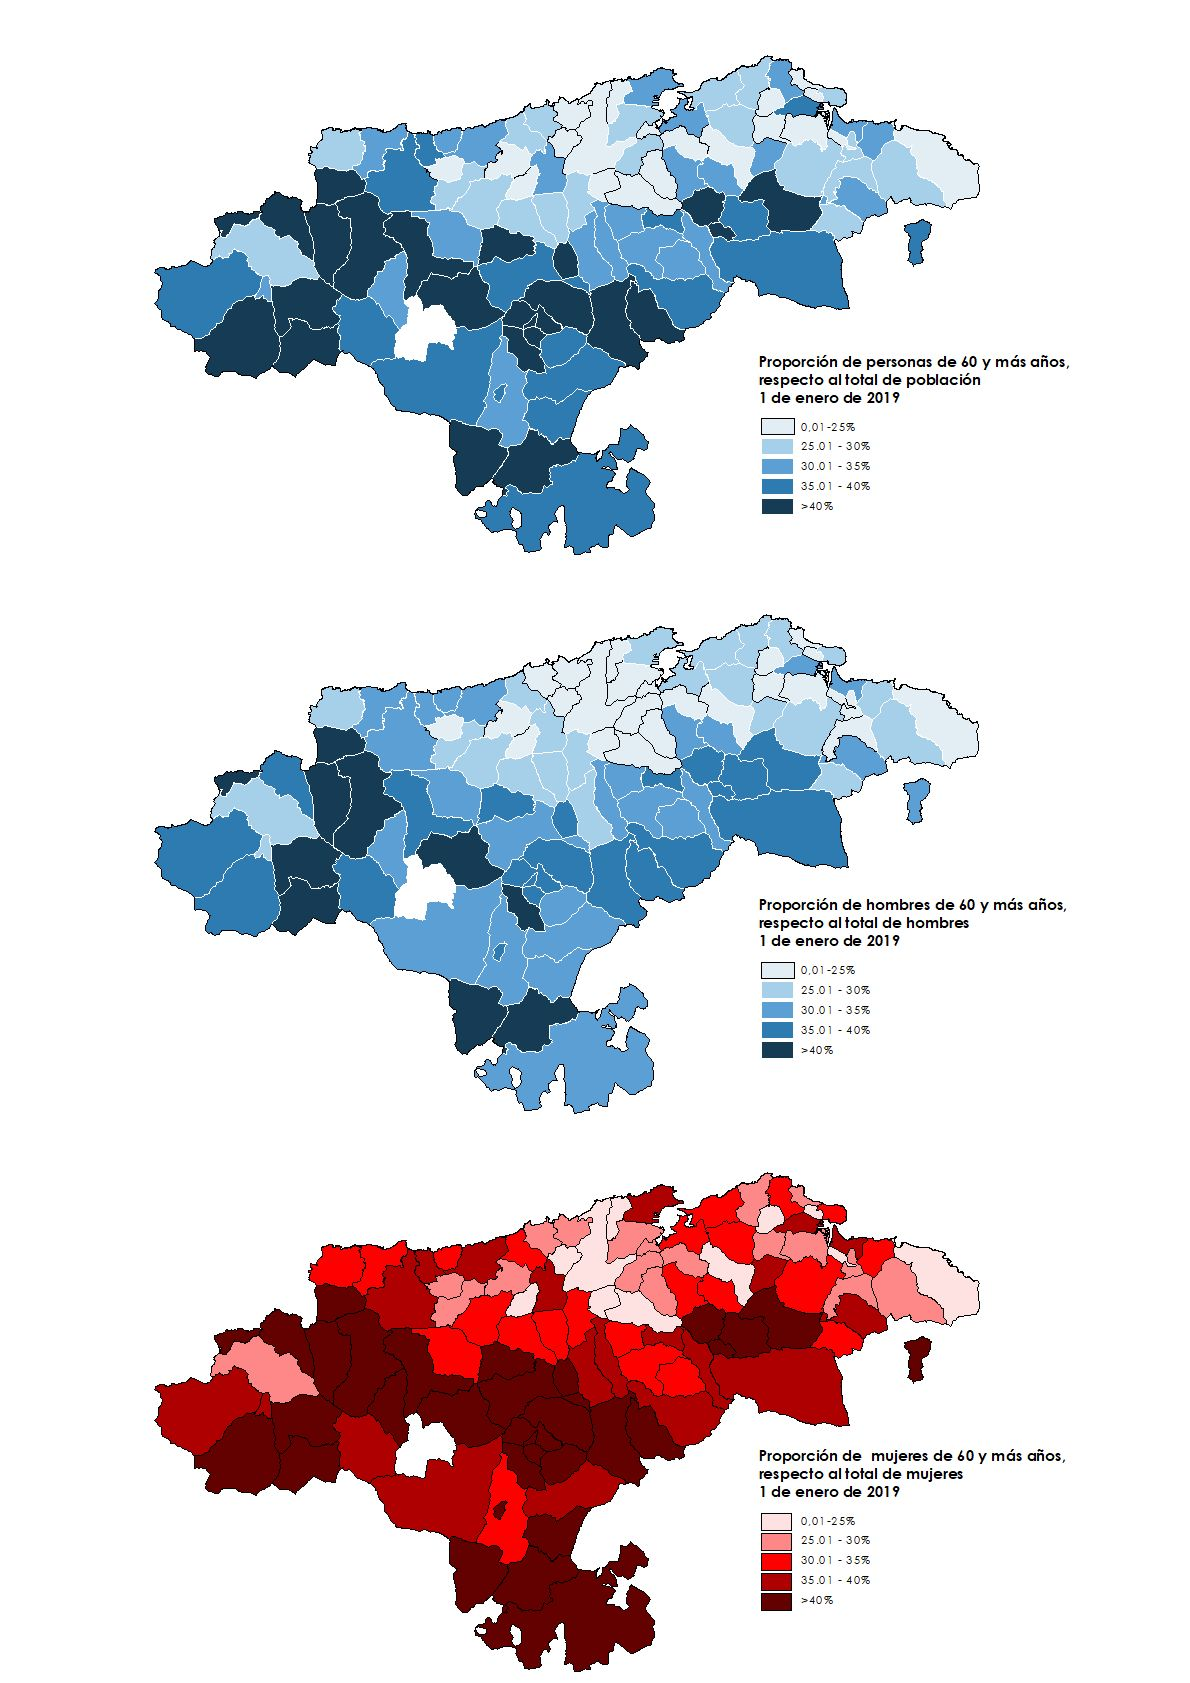 Proporción de personas de 60 y más años,
respecto al total de población
1 de enero de 2019
0,01-25%
25.01 - 30%
30.01 - 35%
35.01 - 40%
>40%
Proporción de hombres de 60 y más años,
respecto al total de hombres
1 de enero de 2019
0,01-25%
25.01 - 30%
30.01 - 35%
35.01 - 40%
>40%
Proporción de mujeres de 60 y más años,
respecto al total de mujeres
1 de enero de 2019
0,01-25%
25.01 - 30%
30.01 - 35%
35.01 - 40%
>40%